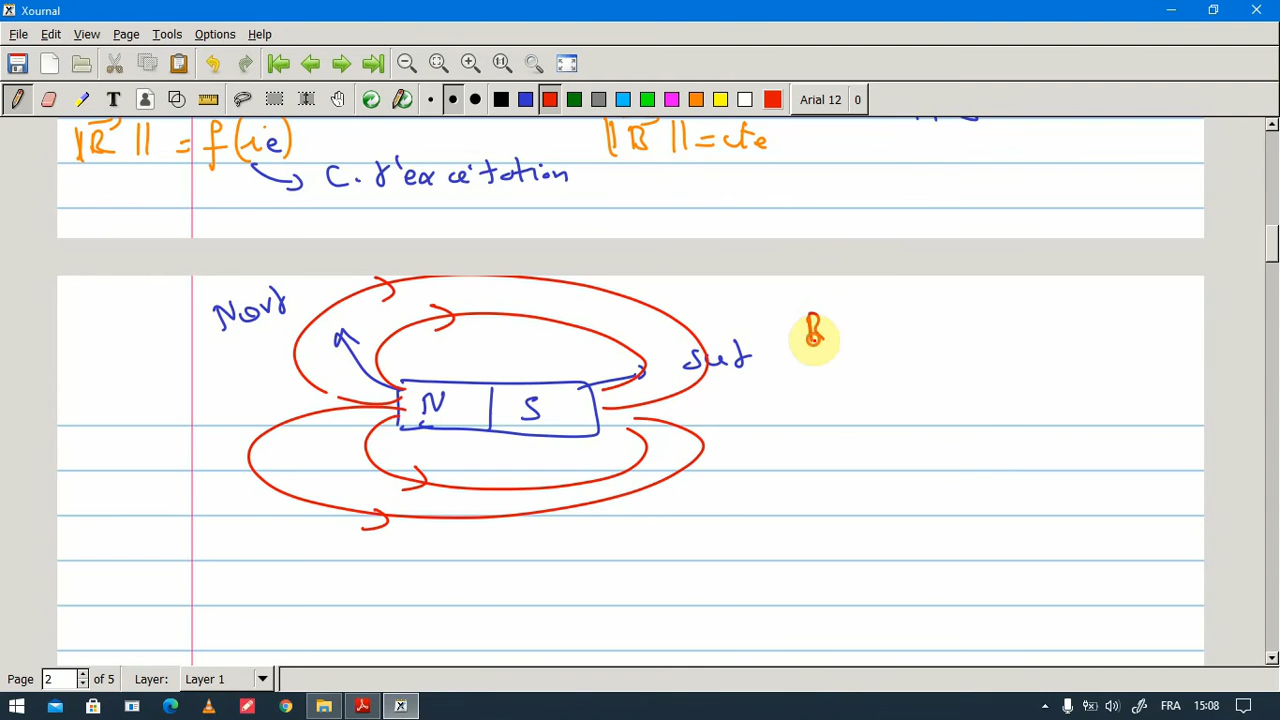 Xournal
File Edit View Page Tools Options Help
Arial 12 0
||B|| = f(ie) ||B|| = cte
C. d'excitation
Nord
B
sud
N S
Page 2 of 5 Layer: Layer 1
FRA 15:08